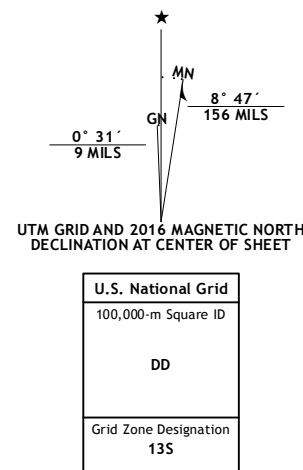 MN
GN
8° 47´
156 MILS
0° 31´
9 MILS
UTM GRID AND 2016 MAGNETIC NORTH
DECLINATION AT CENTER OF SHEET
U.S. National Grid
100,000-m Square ID
DD
Grid Zone Designation
13S